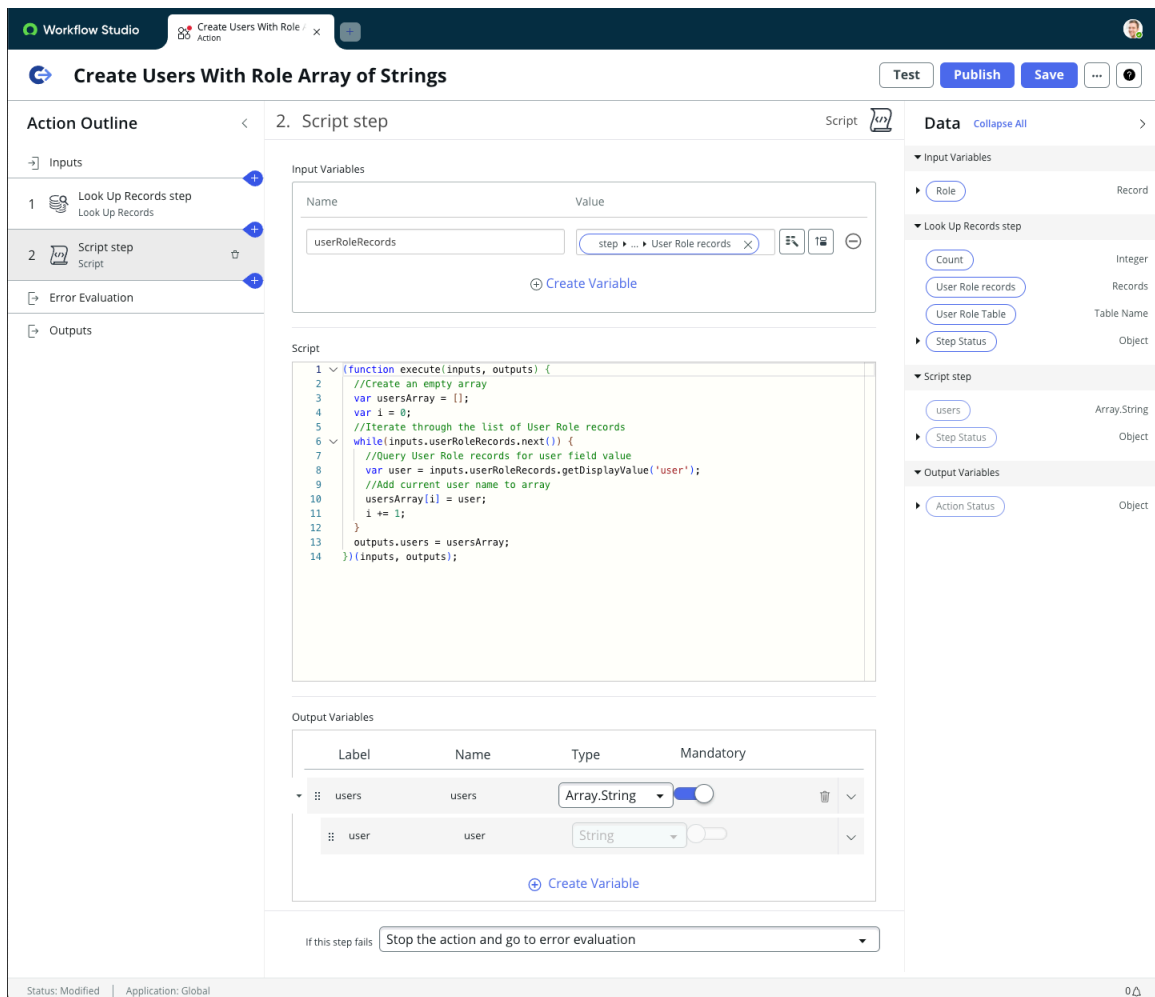 Workflow Studio
Create Users With Role /
Action
Create Users With Role Array of Strings
Test
Publish
Save
...
?
Action Outline
Inputs
1
Look Up Records step
Look Up Records
2
Script step
Script
Error Evaluation
Outputs
2. Script step
Script
Input Variables
Name Value
userRoleRecords
step ▸ ... ▸ User Role records
Create Variable
Script
1 (function execute(inputs, outputs) {
2 //Create an empty array
3 var usersArray = [];
4 var i = 0;
5 //Iterate through the list of User Role records
6 while(inputs.userRoleRecords.next()) {
7 //Query User Role records for user field value
8 var user = inputs.userRoleRecords.getDisplayValue('user');
9 //Add current user name to array
10 usersArray[i] = user;
11 i += 1;
12 }
13 outputs.users = usersArray;
14 })(inputs, outputs);
Output Variables
Label Name Type Mandatory
users users Array.String
user user String
Create Variable
If this step fails Stop the action and go to error evaluation
Data Collapse All
Input Variables
Role Record
Look Up Records step
Count Integer
User Role records Records
User Role Table Table Name
Step Status Object
Script step
users Array.String
Step Status Object
Output Variables
Action Status Object
Status: Modified | Application: Global
0